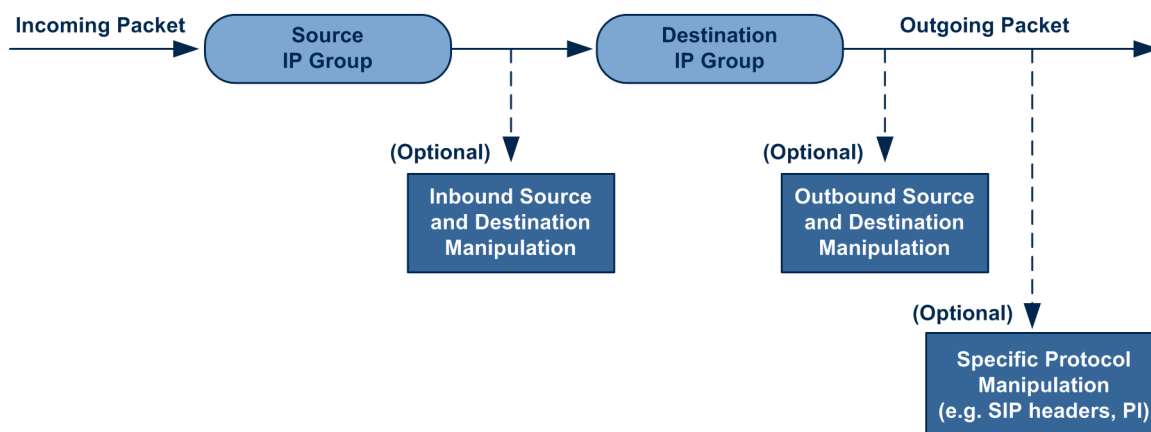 Incoming Packet
Source
IP Group
Destination
IP Group
Outgoing Packet
(Optional)
Inbound Source
and Destination
Manipulation
(Optional)
Outbound Source
and Destination
Manipulation
(Optional)
Specific Protocol
Manipulation
(e.g. SIP headers, PI)